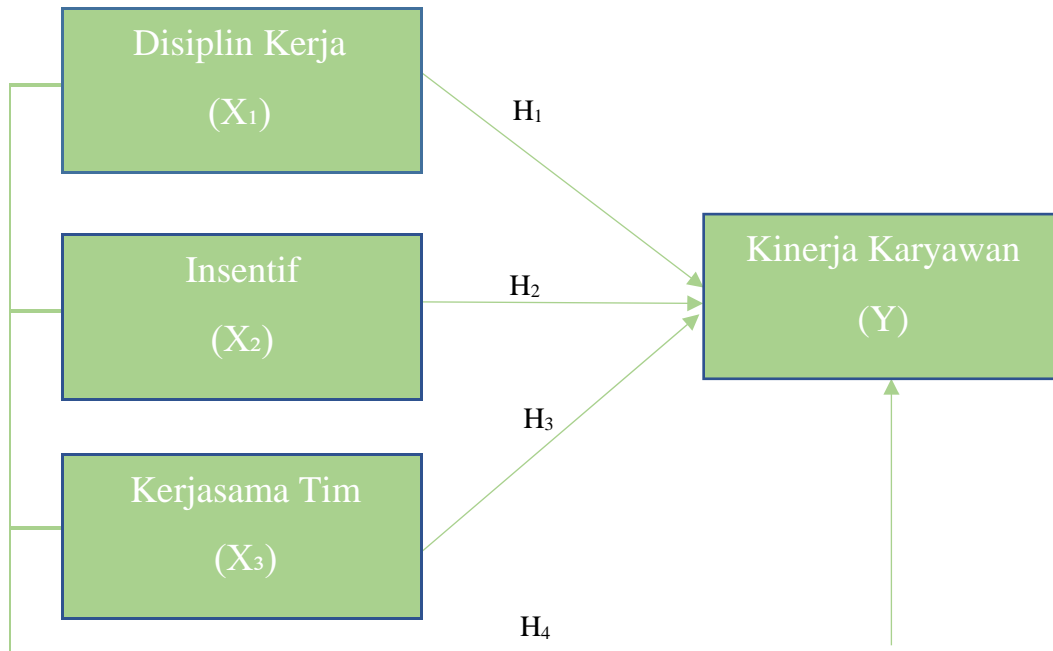 Disiplin Kerja
(X₁)
H₁
Insentif
(X₂)
H₂
Kinerja Karyawan
(Y)
Kerjasama Tim
(X₃)
H₃
H₄